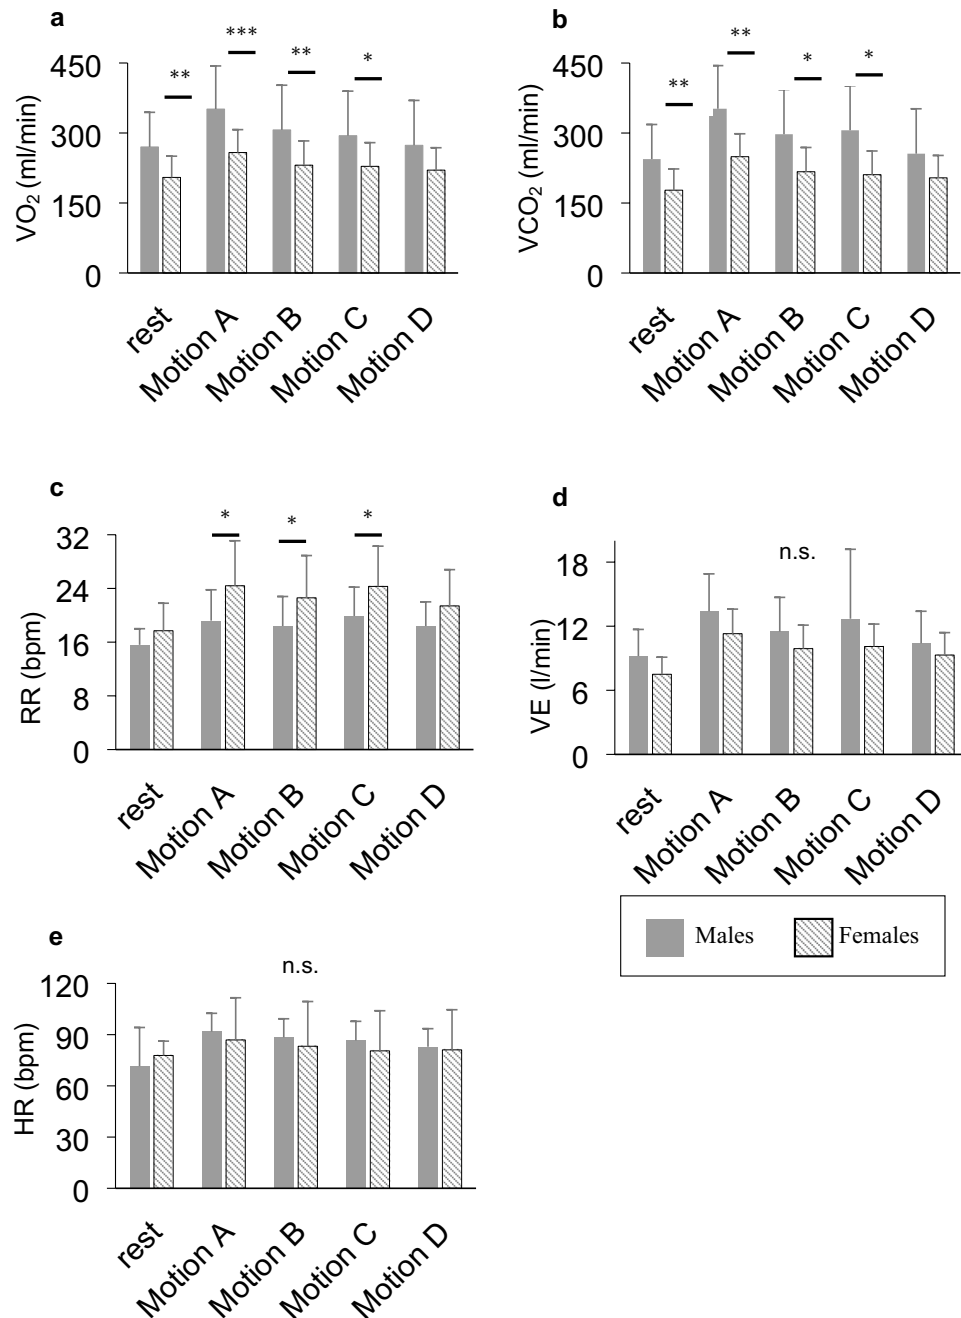 a
***
**
**
*
450
300
150
0
VO2 (ml/min)
rest
Motion A
Motion B
Motion C
Motion D
b
**
**
*
*
450
300
150
0
VCO2 (ml/min)
rest
Motion A
Motion B
Motion C
Motion D
c
*
*
*
32
24
16
8
0
RR (bpm)
rest
Motion A
Motion B
Motion C
Motion D
d
n.s.
18
12
6
0
VE (l/min)
rest
Motion A
Motion B
Motion C
Motion D
Males
Females
e
n.s.
120
90
60
30
0
HR (bpm)
rest
Motion A
Motion B
Motion C
Motion D